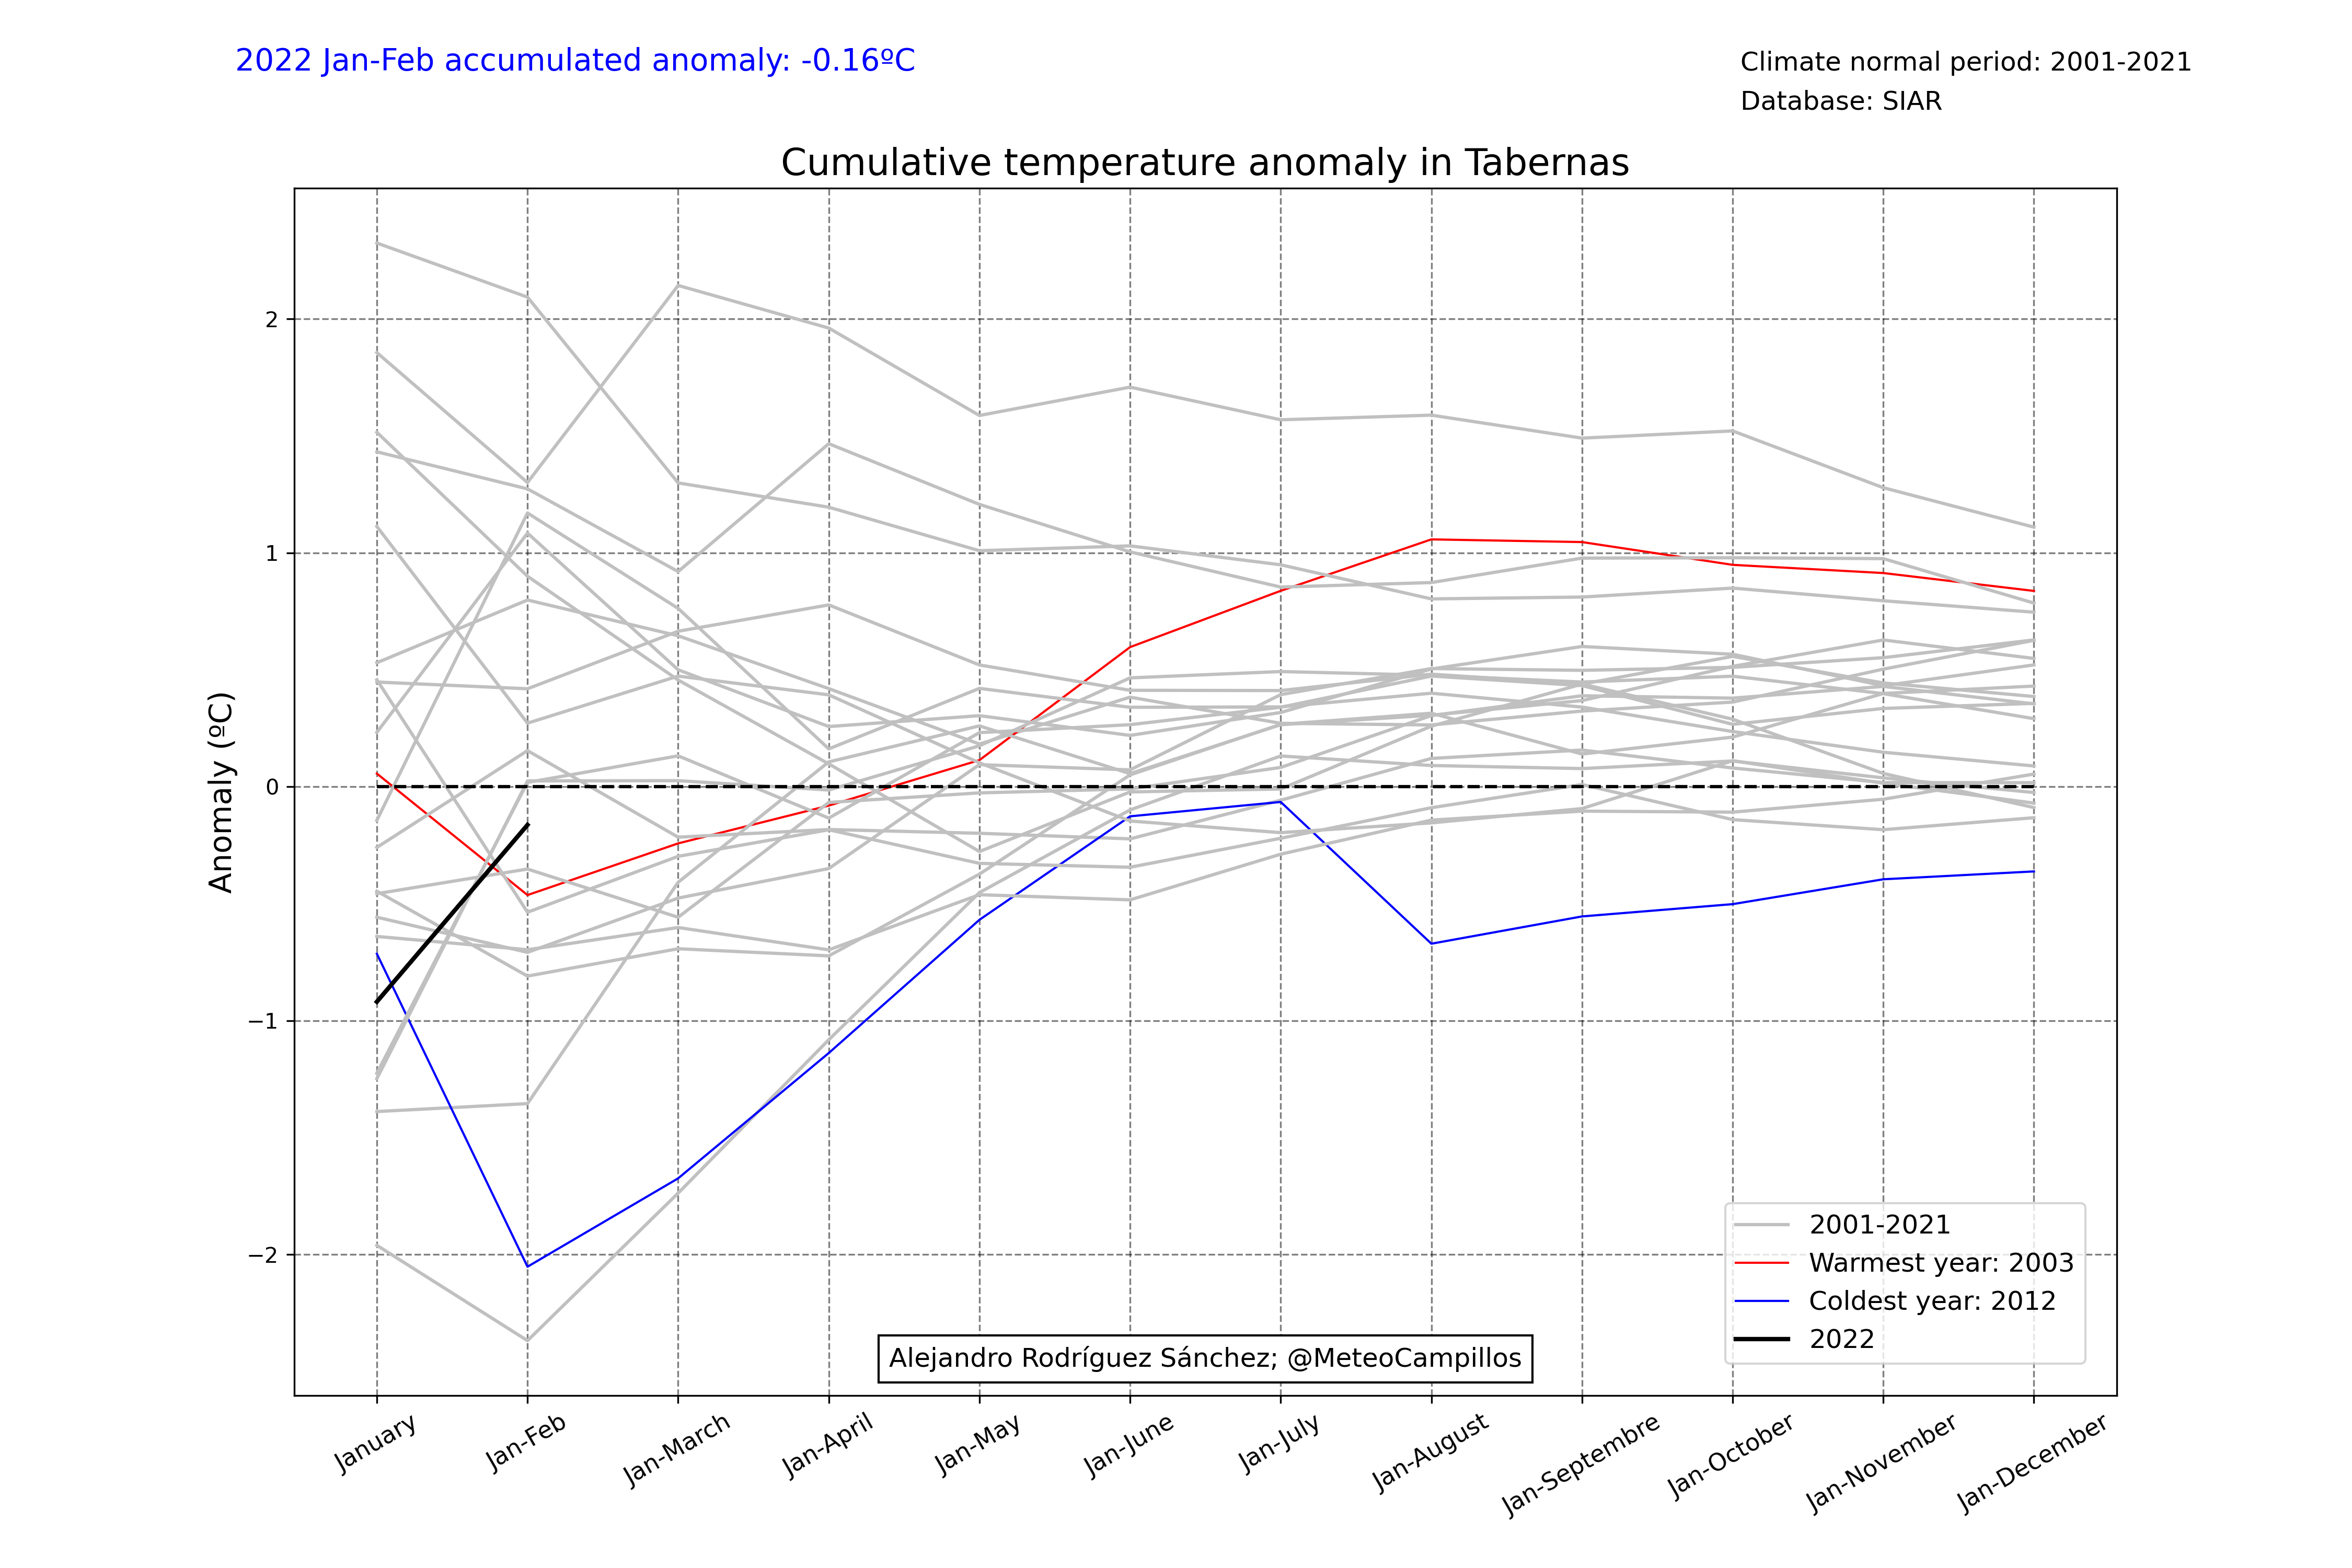 2022 Jan-Feb accumulated anomaly: -0.16ºC
Climate normal period: 2001-2021
Database: SIAR
Cumulative temperature anomaly in Tabernas
Anomaly (ºC)
2
1
0
−1
−2
2001-2021
Warmest year: 2003
Coldest year: 2012
2022
Alejandro Rodríguez Sánchez; @MeteoCampillos
January
Jan-Feb
Jan-March
Jan-April
Jan-May
Jan-June
Jan-July
Jan-August
Jan-Septembre
Jan-October
Jan-November
Jan-December